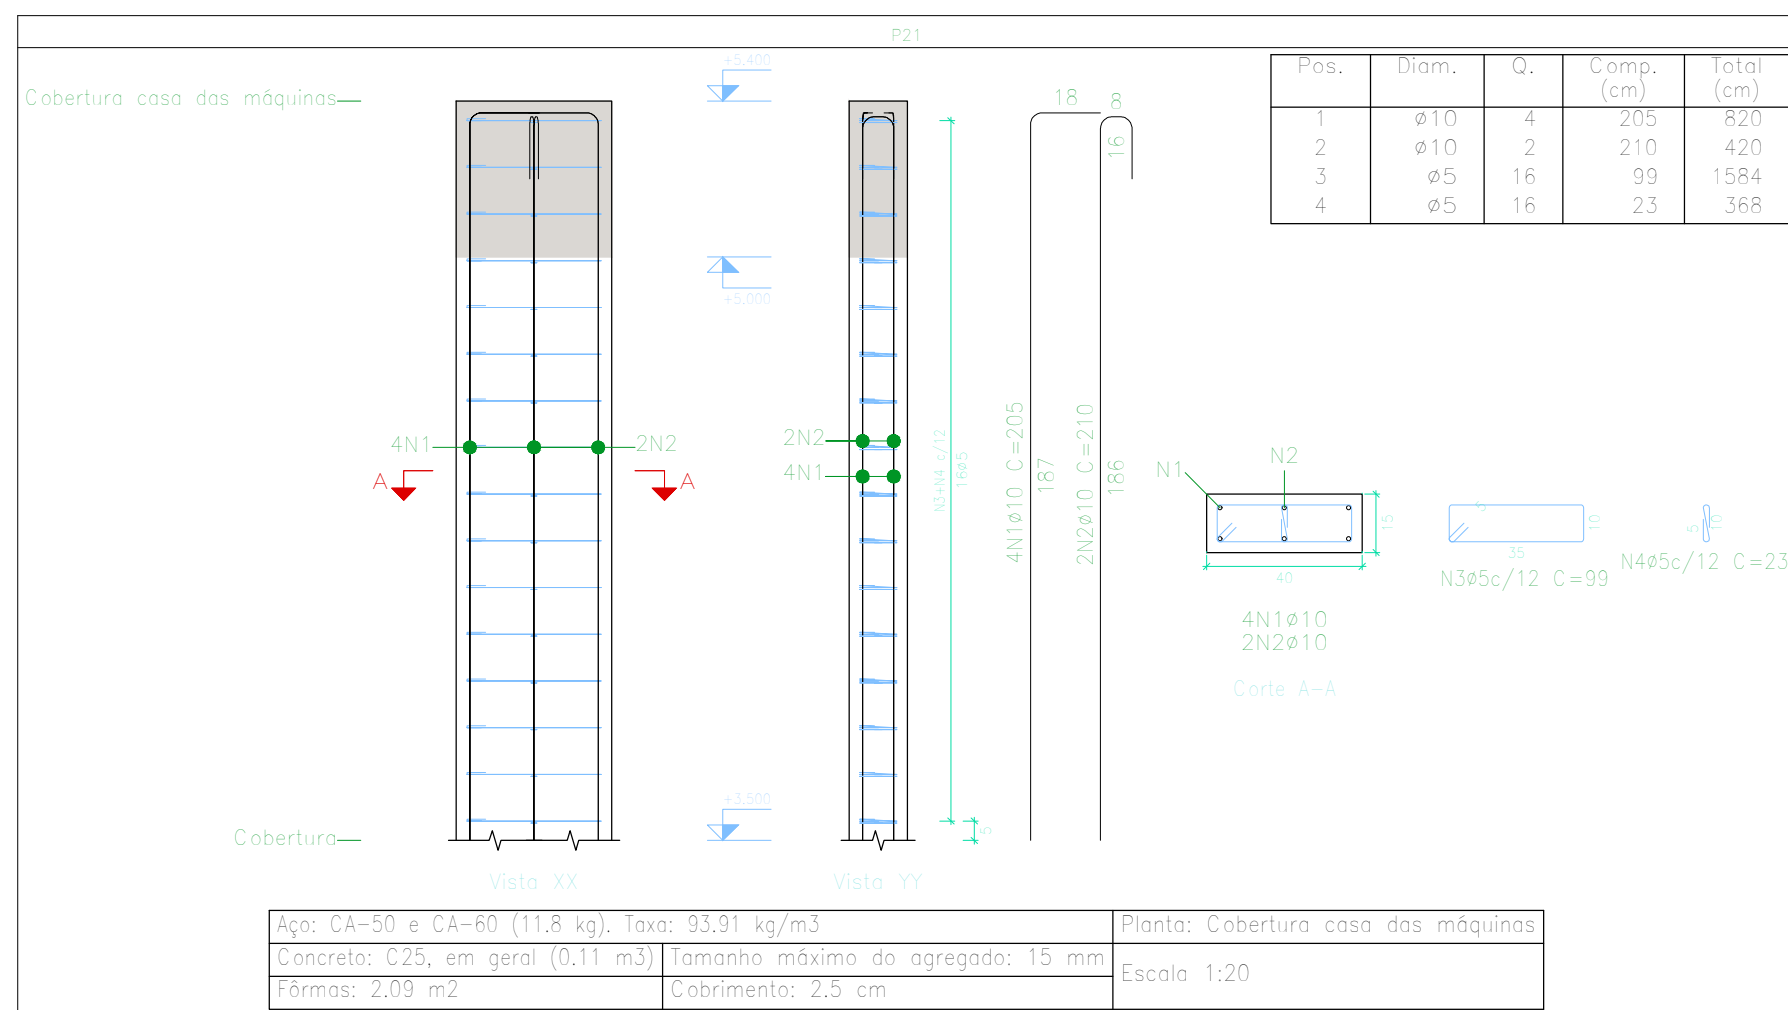 P21
+5.400
Cobertura casa das máquinas
Pos. Diam. Q. Comp. (cm) Total (cm)
1 ø10 4 205 820
2 ø10 2 210 420
3 ø5 16 99 1584
4 ø5 16 23 368
18
8
16
+5.000
4N1
2N2
2N2
4N1
A
A
N3+N4 c/12
16ø5
4N1ø10 C=205
187
2N2ø10 C=210
186
N1
N2
15
40
4N1ø10
2N2ø10
Corte A-A
5
10
35
N3ø5c/12 C=99
5
10
N4ø5c/12 C=23
+3.500
5
Cobertura
Vista XX
Vista YY
Aço: CA-50 e CA-60 (11.8 kg). Taxa: 93.91 kg/m3
Planta: Cobertura casa das máquinas
Concreto: C25, em geral (0.11 m3)
Tamanho máximo do agregado: 15 mm
Escala 1:20
Fôrmas: 2.09 m2
Cobrimento: 2.5 cm